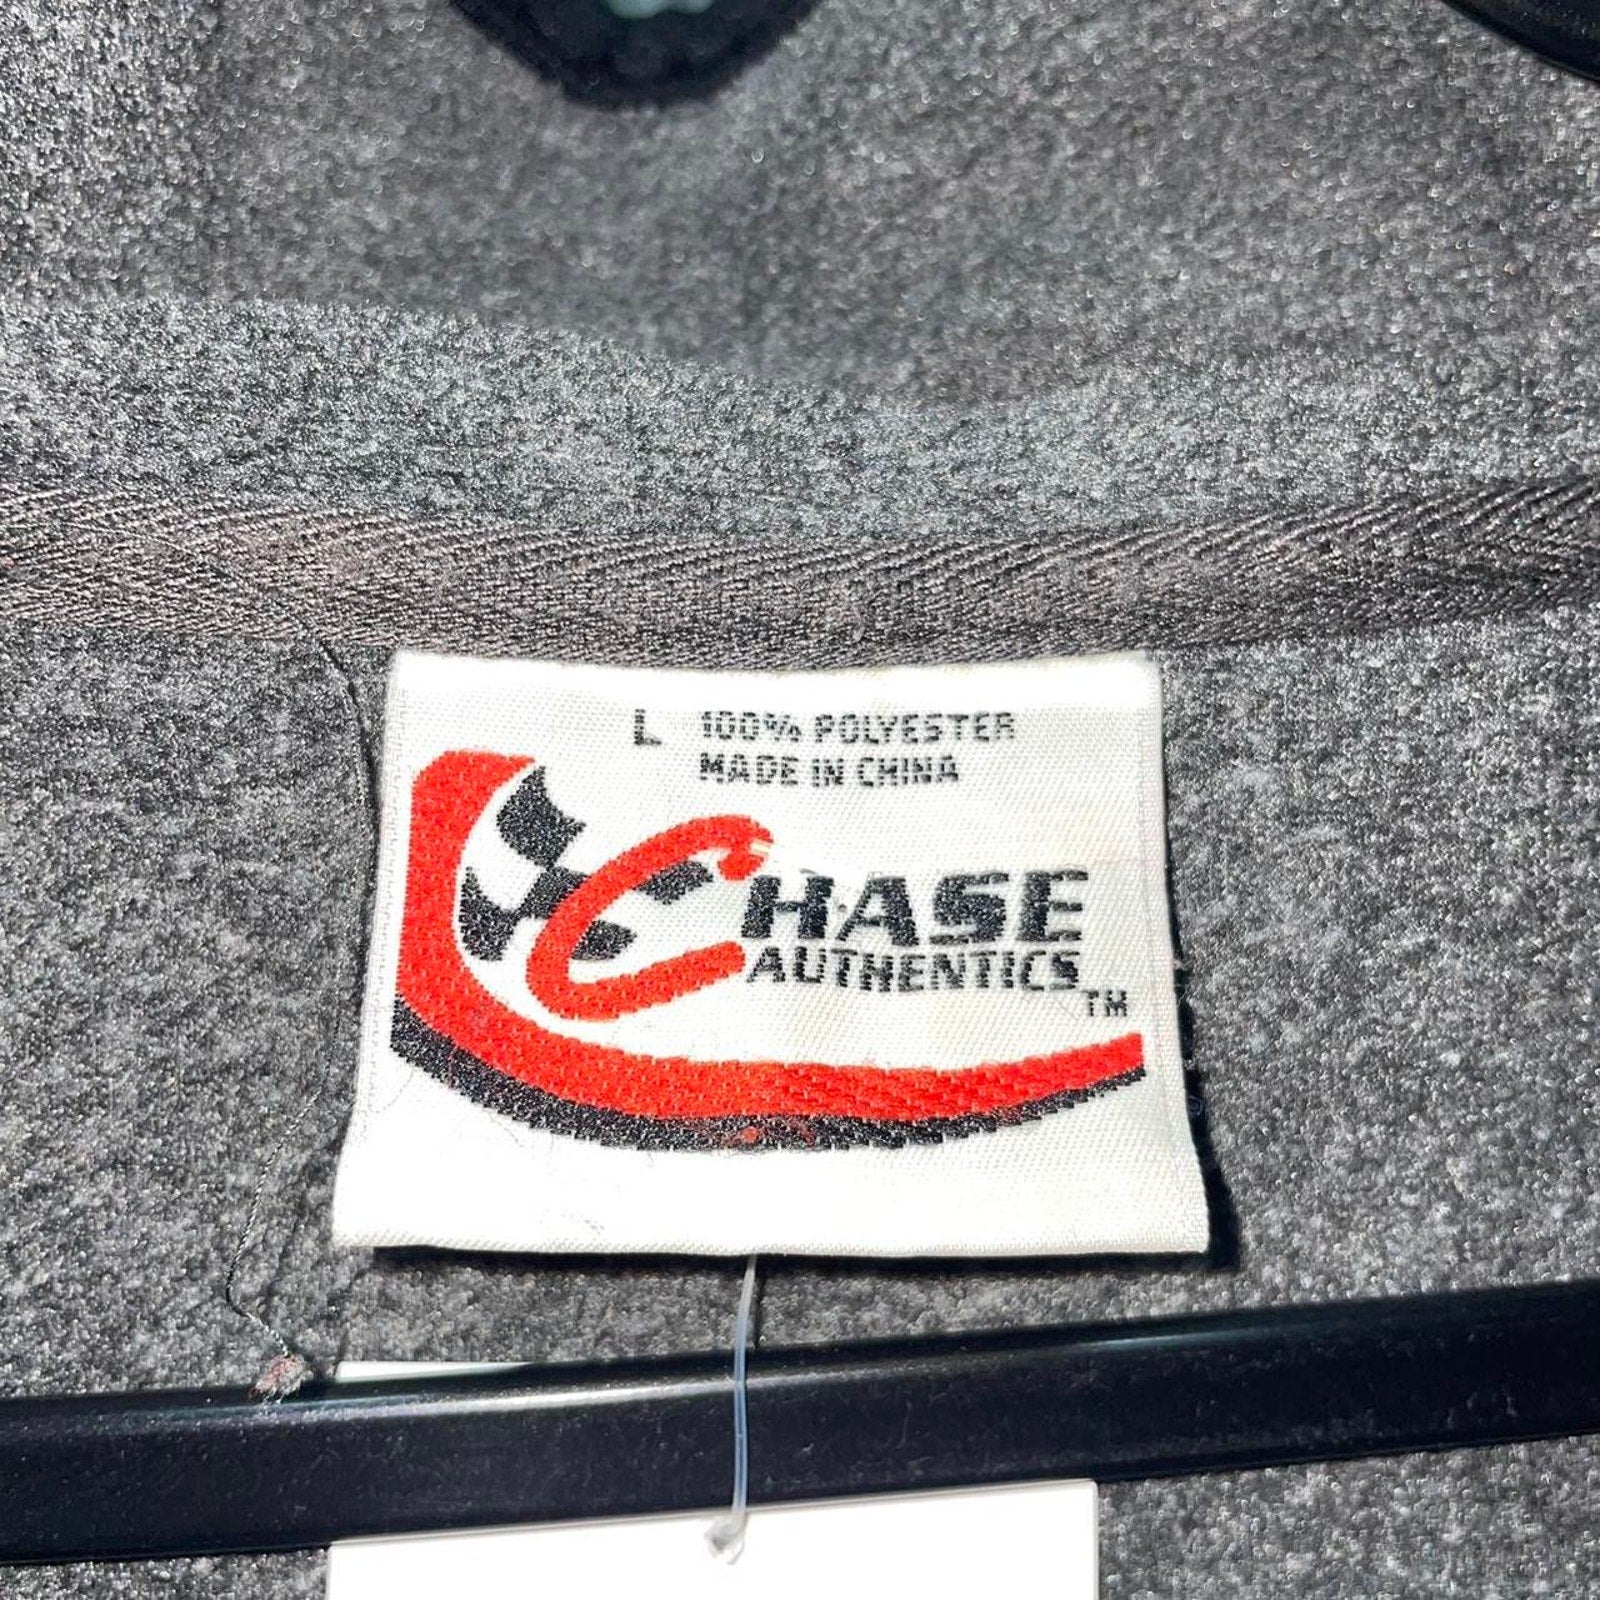 L 100% POLYESTER
MADE IN CHINA
CHASE
AUTHENTICS TM